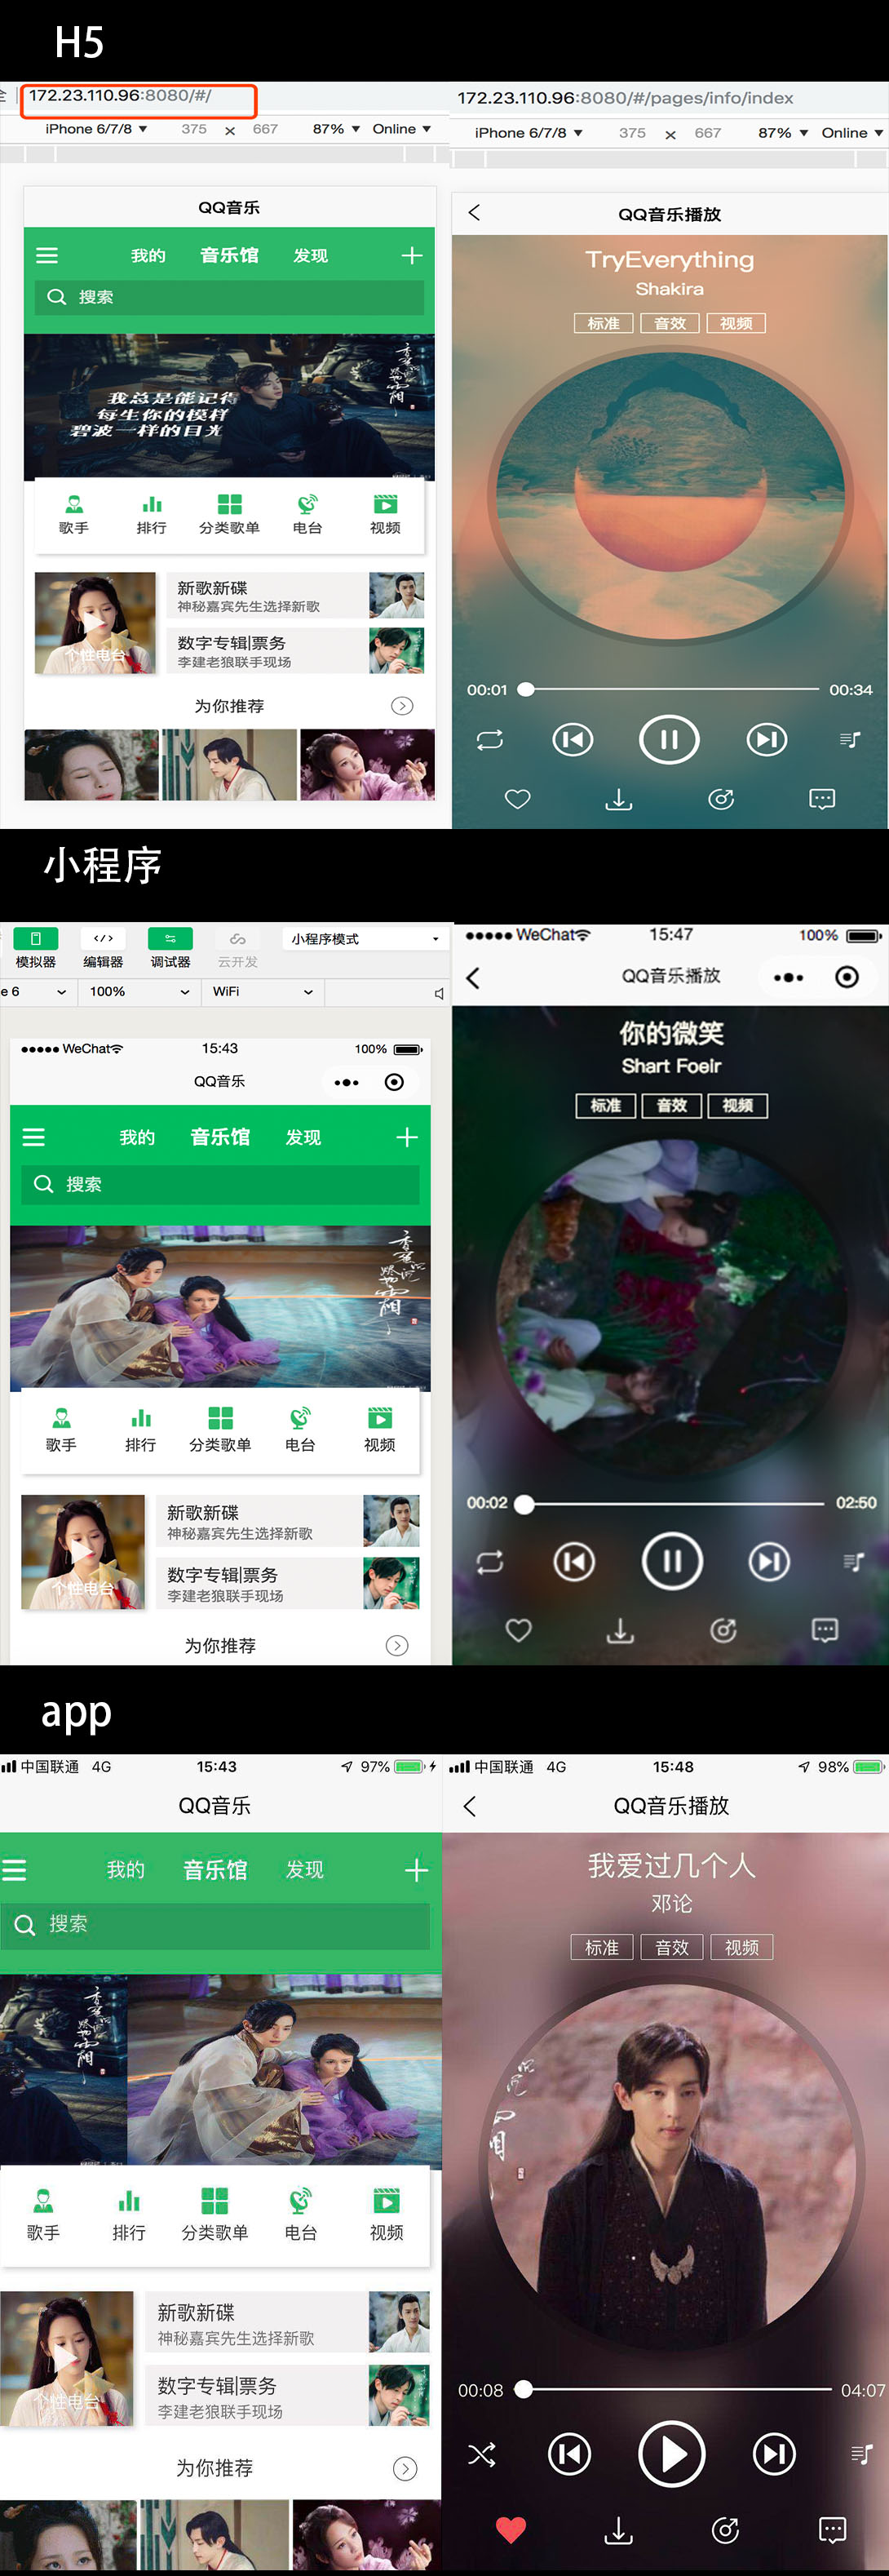 H5
全
172.23.110.96:8080/#/
iPhone 6/7/8 ▼ 375 × 667 87% ▼ Online ▼
QQ音乐
我的 音乐馆 发现
搜索
我总是能记得
每生你的模样
碧波一样的目光
歌手 排行 分类歌单 电台 视频
新歌新碟
神秘嘉宾先生选择新歌
个性电台
数字专辑|票务
李建老狼联手现场
为你推荐
172.23.110.96:8080/#/pages/info/index
iPhone 6/7/8 ▼ 375 × 667 87% ▼ Online ▼
QQ音乐播放
TryEverything
Shakira
标准 音效 视频
00:01 00:34
小程序
模拟器 编辑器 调试器 云开发 小程序模式
e 6 100% WiFi
WeChat 15:43 100%
QQ音乐
我的 音乐馆 发现
搜索
歌手 排行 分类歌单 电台 视频
新歌新碟
神秘嘉宾先生选择新歌
个性电台
数字专辑|票务
李建老狼联手现场
为你推荐
WeChat 15:47 100%
QQ音乐播放
你的微笑
Shart Foeir
标准 音效 视频
00:02 02:50
app
中国联通 4G 15:43 97%
QQ音乐
我的 音乐馆 发现
搜索
歌手 排行 分类歌单 电台 视频
新歌新碟
神秘嘉宾先生选择新歌
个性电台
数字专辑|票务
李建老狼联手现场
为你推荐
中国联通 4G 15:48 98%
QQ音乐播放
我爱过几个人
邓论
标准 音效 视频
00:08 04:07